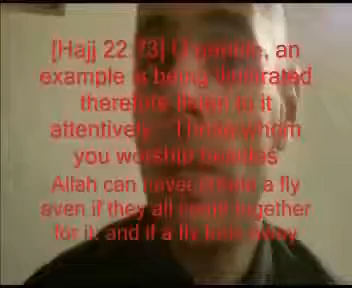 [Hajj 22:73] O people, an
example is being illustrated
therefore listen to it
attentively. Those whom
you worship besides
Allah can never create a fly
even if they all come together
for it. and if a fly took away